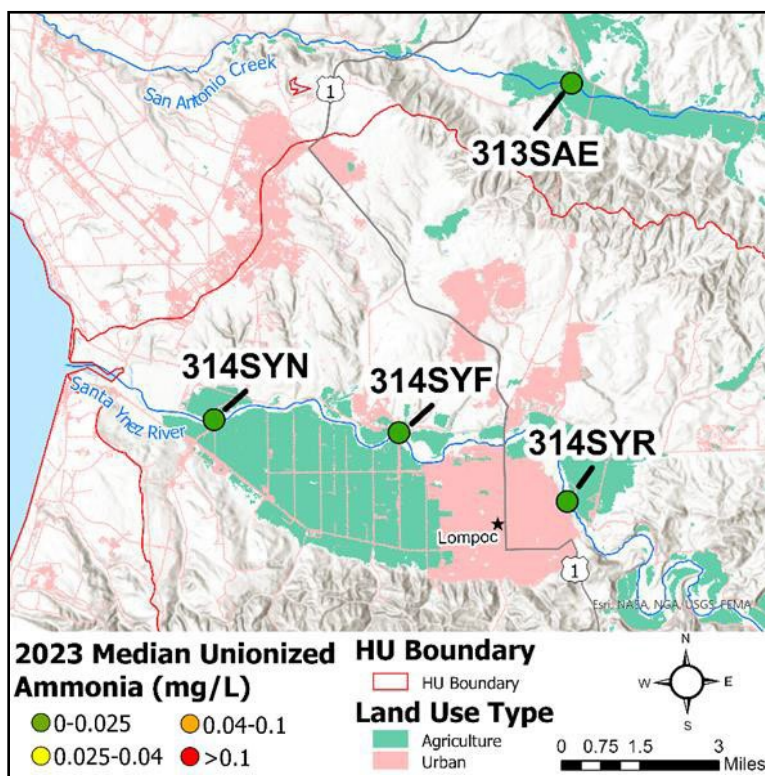 San Antonio Creek
1
313SAE
314SYN
314SYF
Santa Ynez River
314SYR
Lompoc
1
Esri, NASA, NGA, USGS, FEMA
2023 Median Unionized
Ammonia (mg/L)
0-0.025
0.04-0.1
0.025-0.04
>0.1
HU Boundary
HU Boundary
Land Use Type
Agriculture
Urban
N
W
E
S
0 0.75 1.5 3
Miles